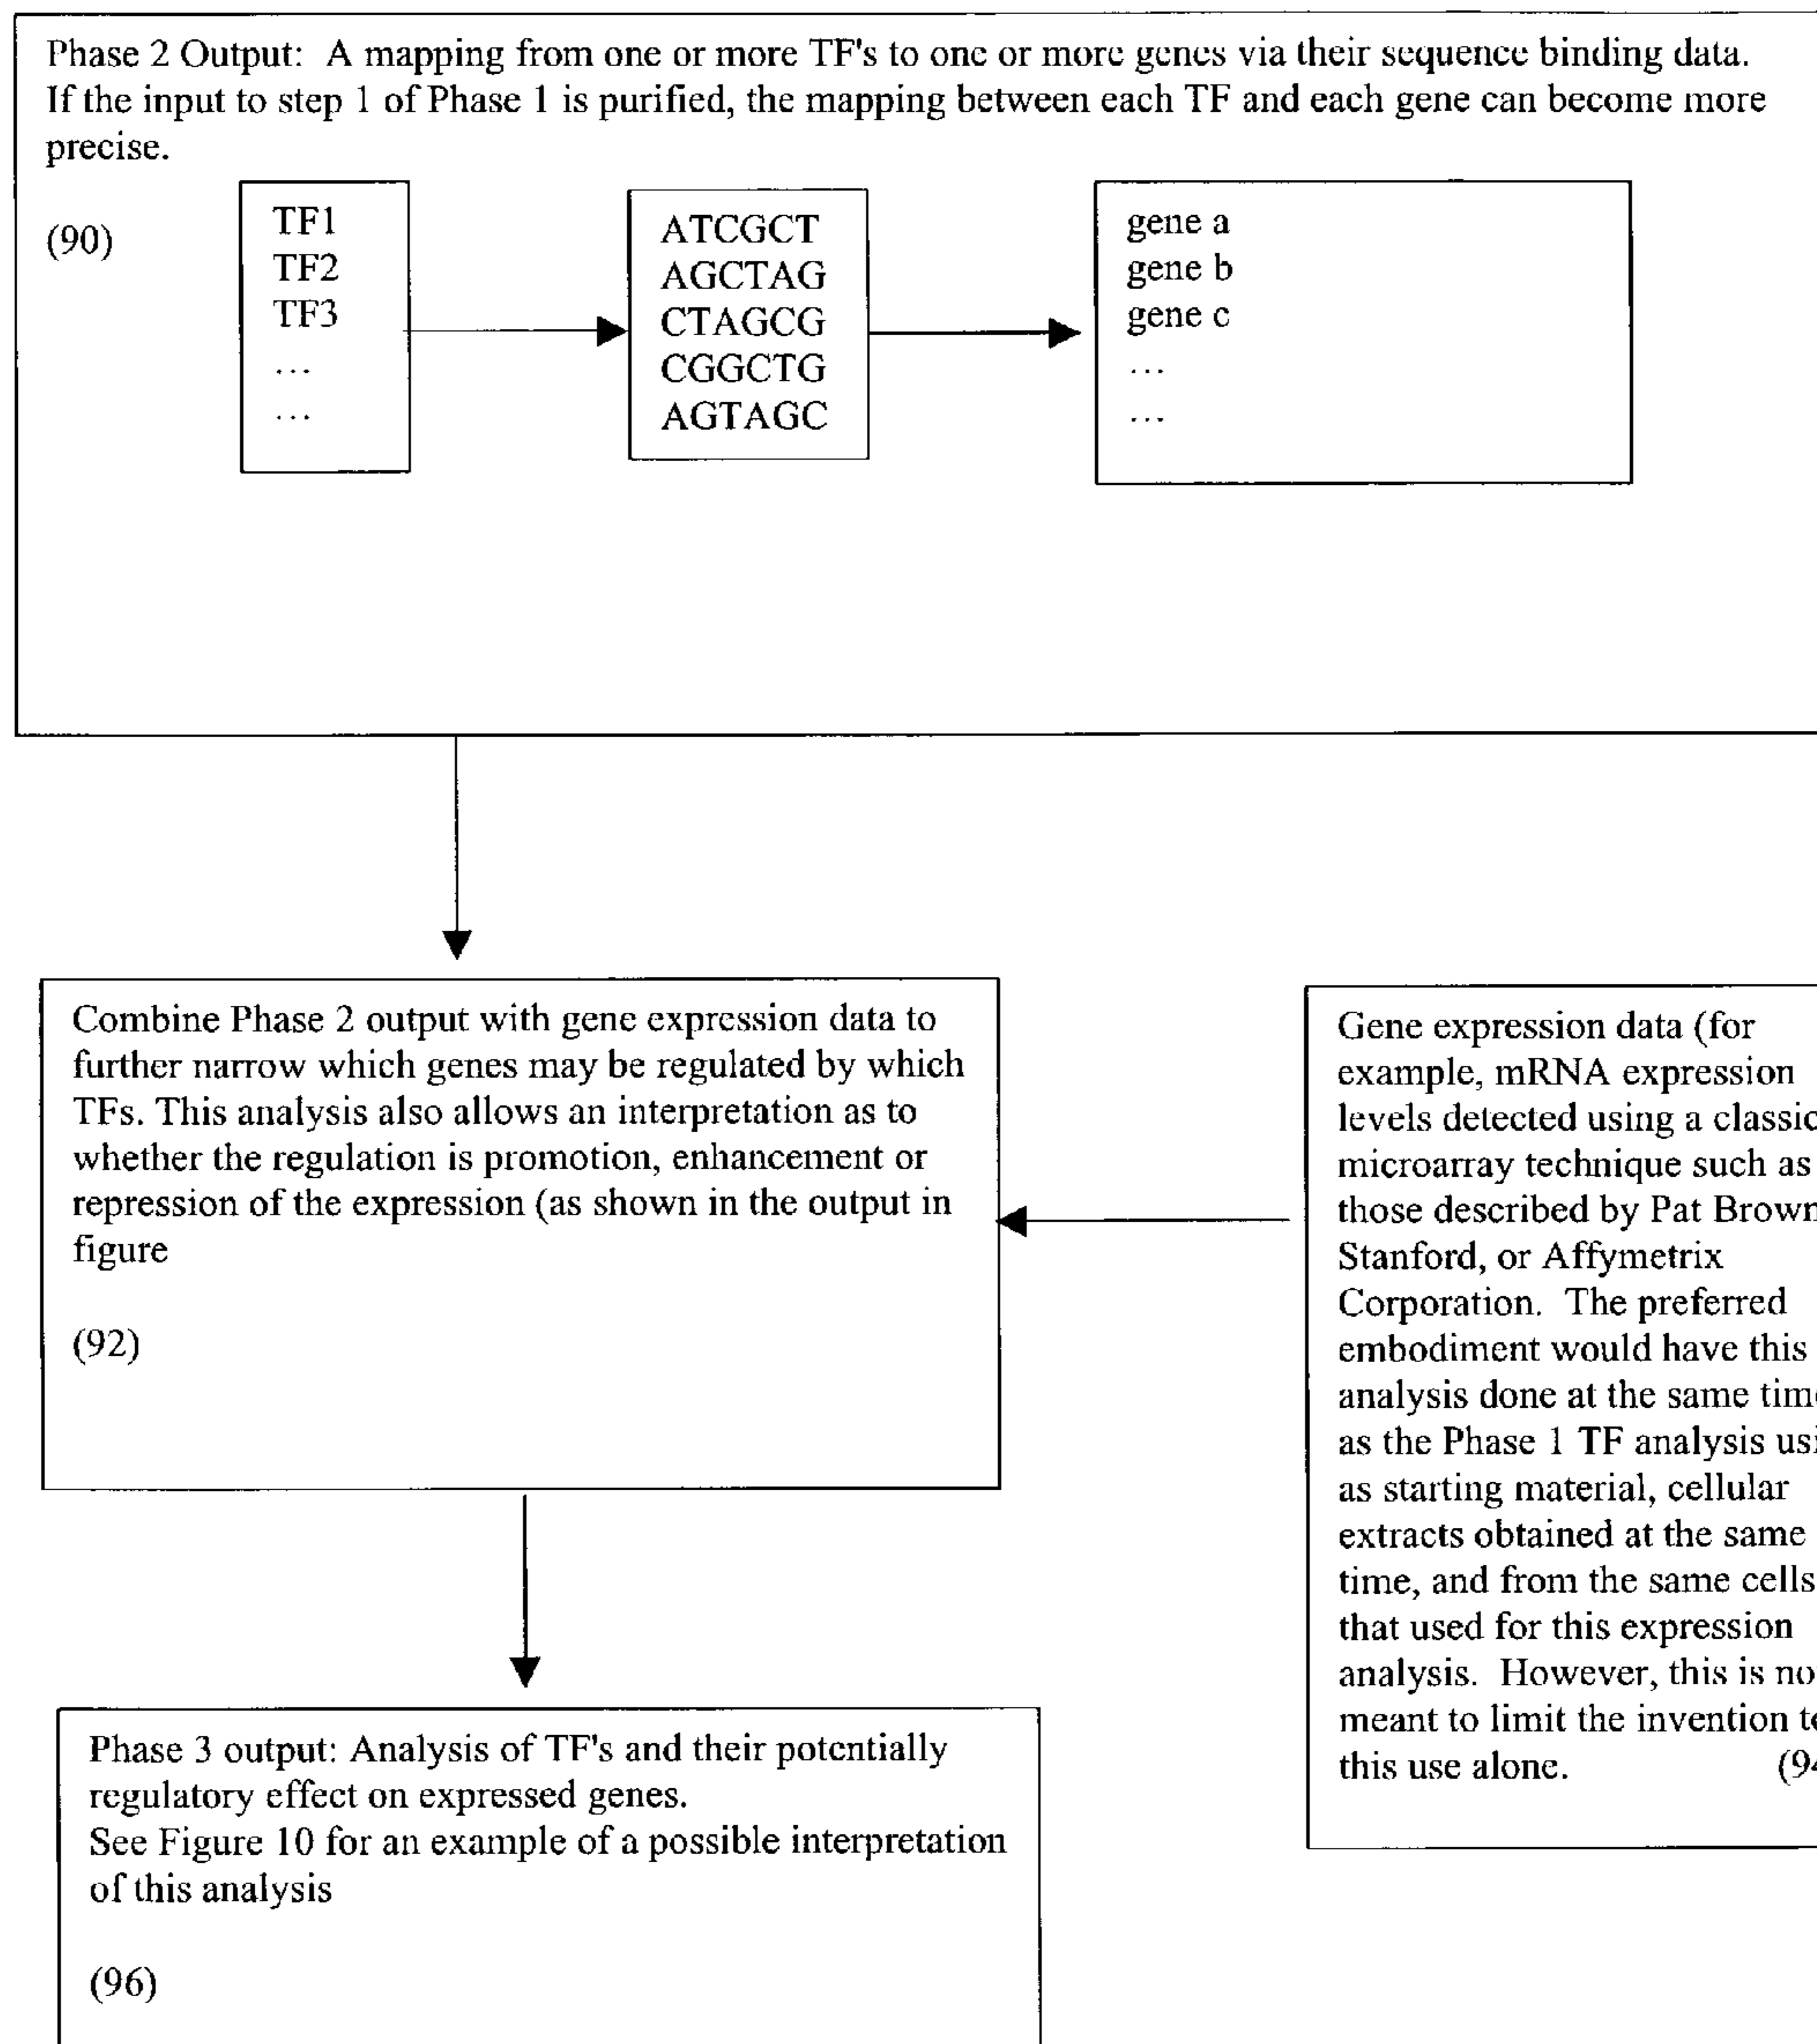 Phase 2 Output: A mapping from one or more TF's to one or more genes via their sequence binding data.
If the input to step 1 of Phase 1 is purified, the mapping between each TF and each gene can become more
precise.
(90)
TF1
TF2
TF3
...
...
ATCGCT
AGCTAG
CTAGCG
CGGCTG
AGTAGC
gene a
gene b
gene c
...
...
Combine Phase 2 output with gene expression data to
further narrow which genes may be regulated by which
TFs. This analysis also allows an interpretation as to
whether the regulation is promotion, enhancement or
repression of the expression (as shown in the output in
figure
(92)
Gene expression data (for
example, mRNA expression
levels detected using a classic
microarray technique such as
those described by Pat Brown
Stanford, or Affymetrix
Corporation. The preferred
embodiment would have this
analysis done at the same time
as the Phase 1 TF analysis
as starting material, cellular
extracts obtained at the same
time, and from the same cells
that used for this expression
analysis. However, this is
meant to limit the invention
this use alone.
Phase 3 output: Analysis of TF's and their potentially
regulatory effect on expressed genes.
See Figure 10 for an example of a possible interpretation
of this analysis
(96)